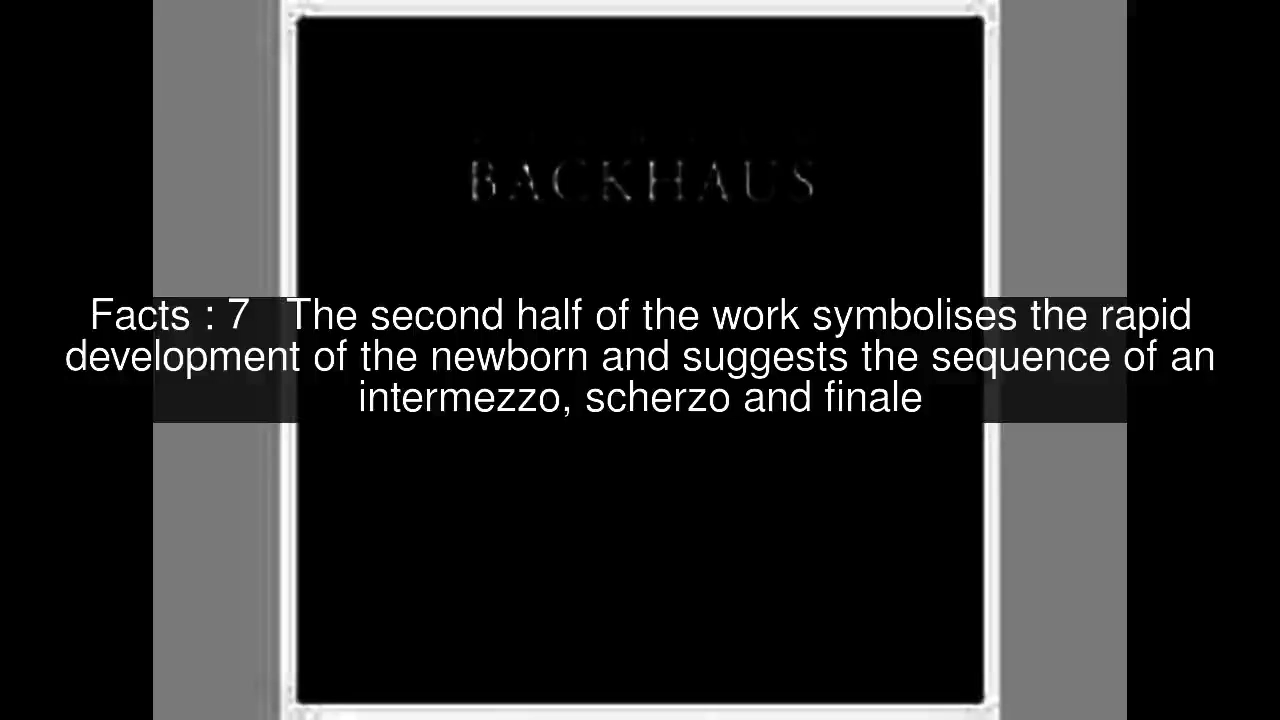 BACKHAUS
Facts : 7 The second half of the work symbolises the rapid
development of the newborn and suggests the sequence of an
intermezzo, scherzo and finale